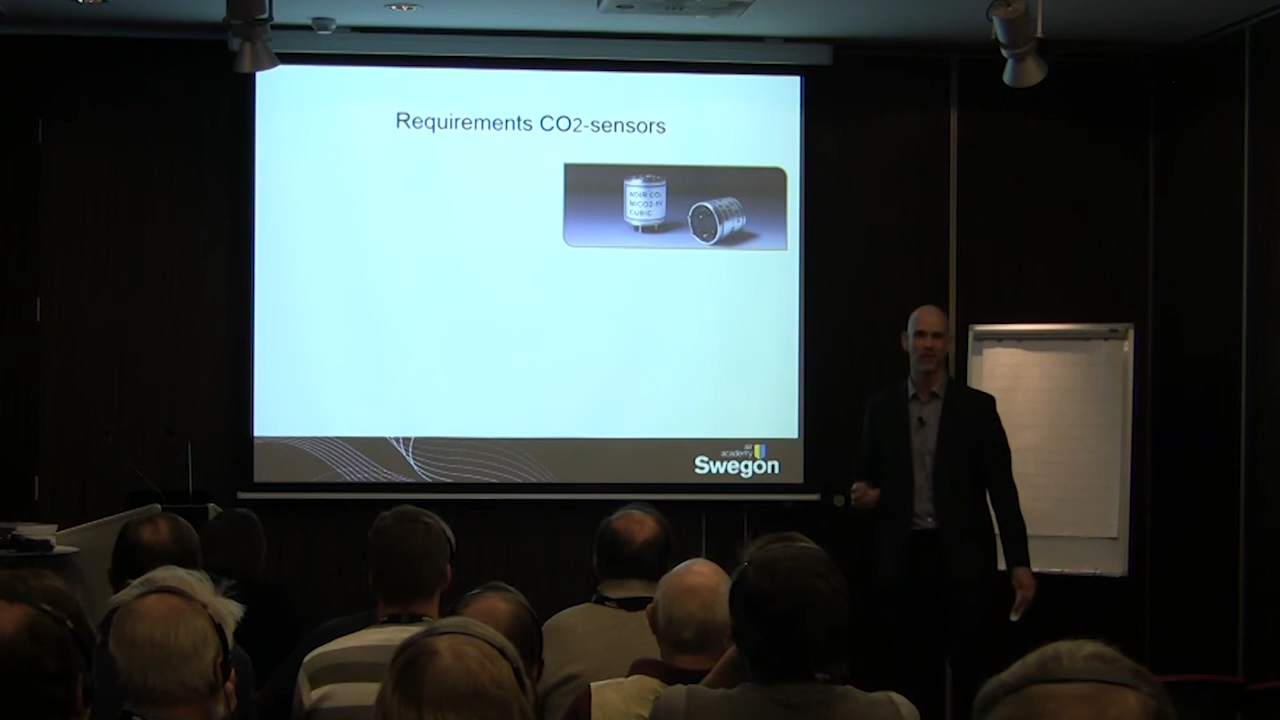 Requirements CO2-sensors
NDIR CO₂
CUBIC
air
academy
Swegon